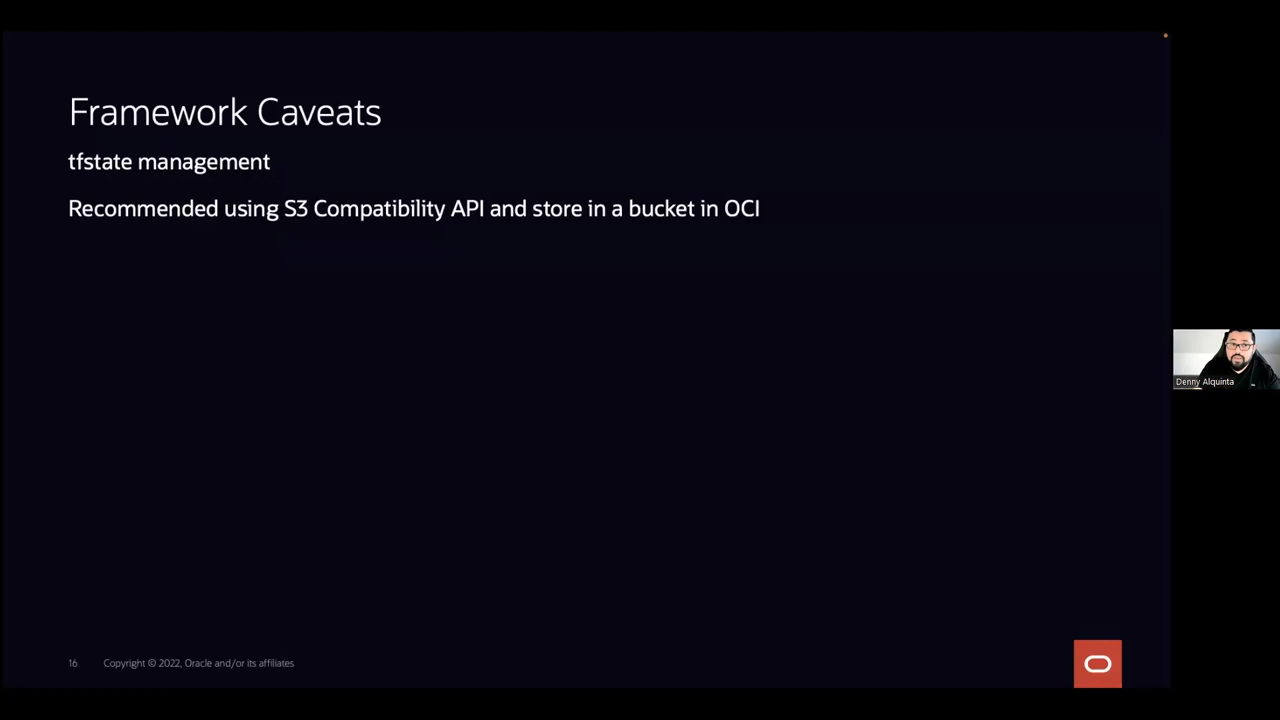 Framework Caveats
tfstate management
Recommended using S3 Compatibility API and store in a bucket in OCI
Denny Alquinta
16 Copyright © 2022, Oracle and/or its affiliates